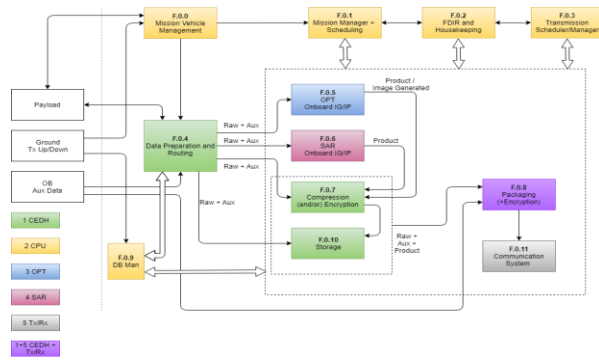 F.0.0
Mission Vehicle
Management
F.0.1
Mission Manager +
Scheduling
F.0.2
FDIR and
Housekeeping
F.0.3
Transmission
Scheduler/Manager
Payload
Ground
Tx Up/Down
OB
Aux Data
F.0.4
Data Preparation and
Routing
Raw + Aux
Raw + Aux
Raw + Aux
Raw + Aux
F.0.5
OPT
Onboard IG/IP
Product /
Image Generated
F.0.6
SAR
Onboard IG/IP
Product
F.0.7
Compression
(and/or) Encryption
F.0.10
Storage
Raw +
Aux +
Product
F.0.8
Packaging
(+Encryption)
F.0.11
Communication
System
F.0.9
DB Man
1 CEDH
2 CPU
3 OPT
4 SAR
5 Tx/Rx
1+5 CEDH +
Tx/Rx